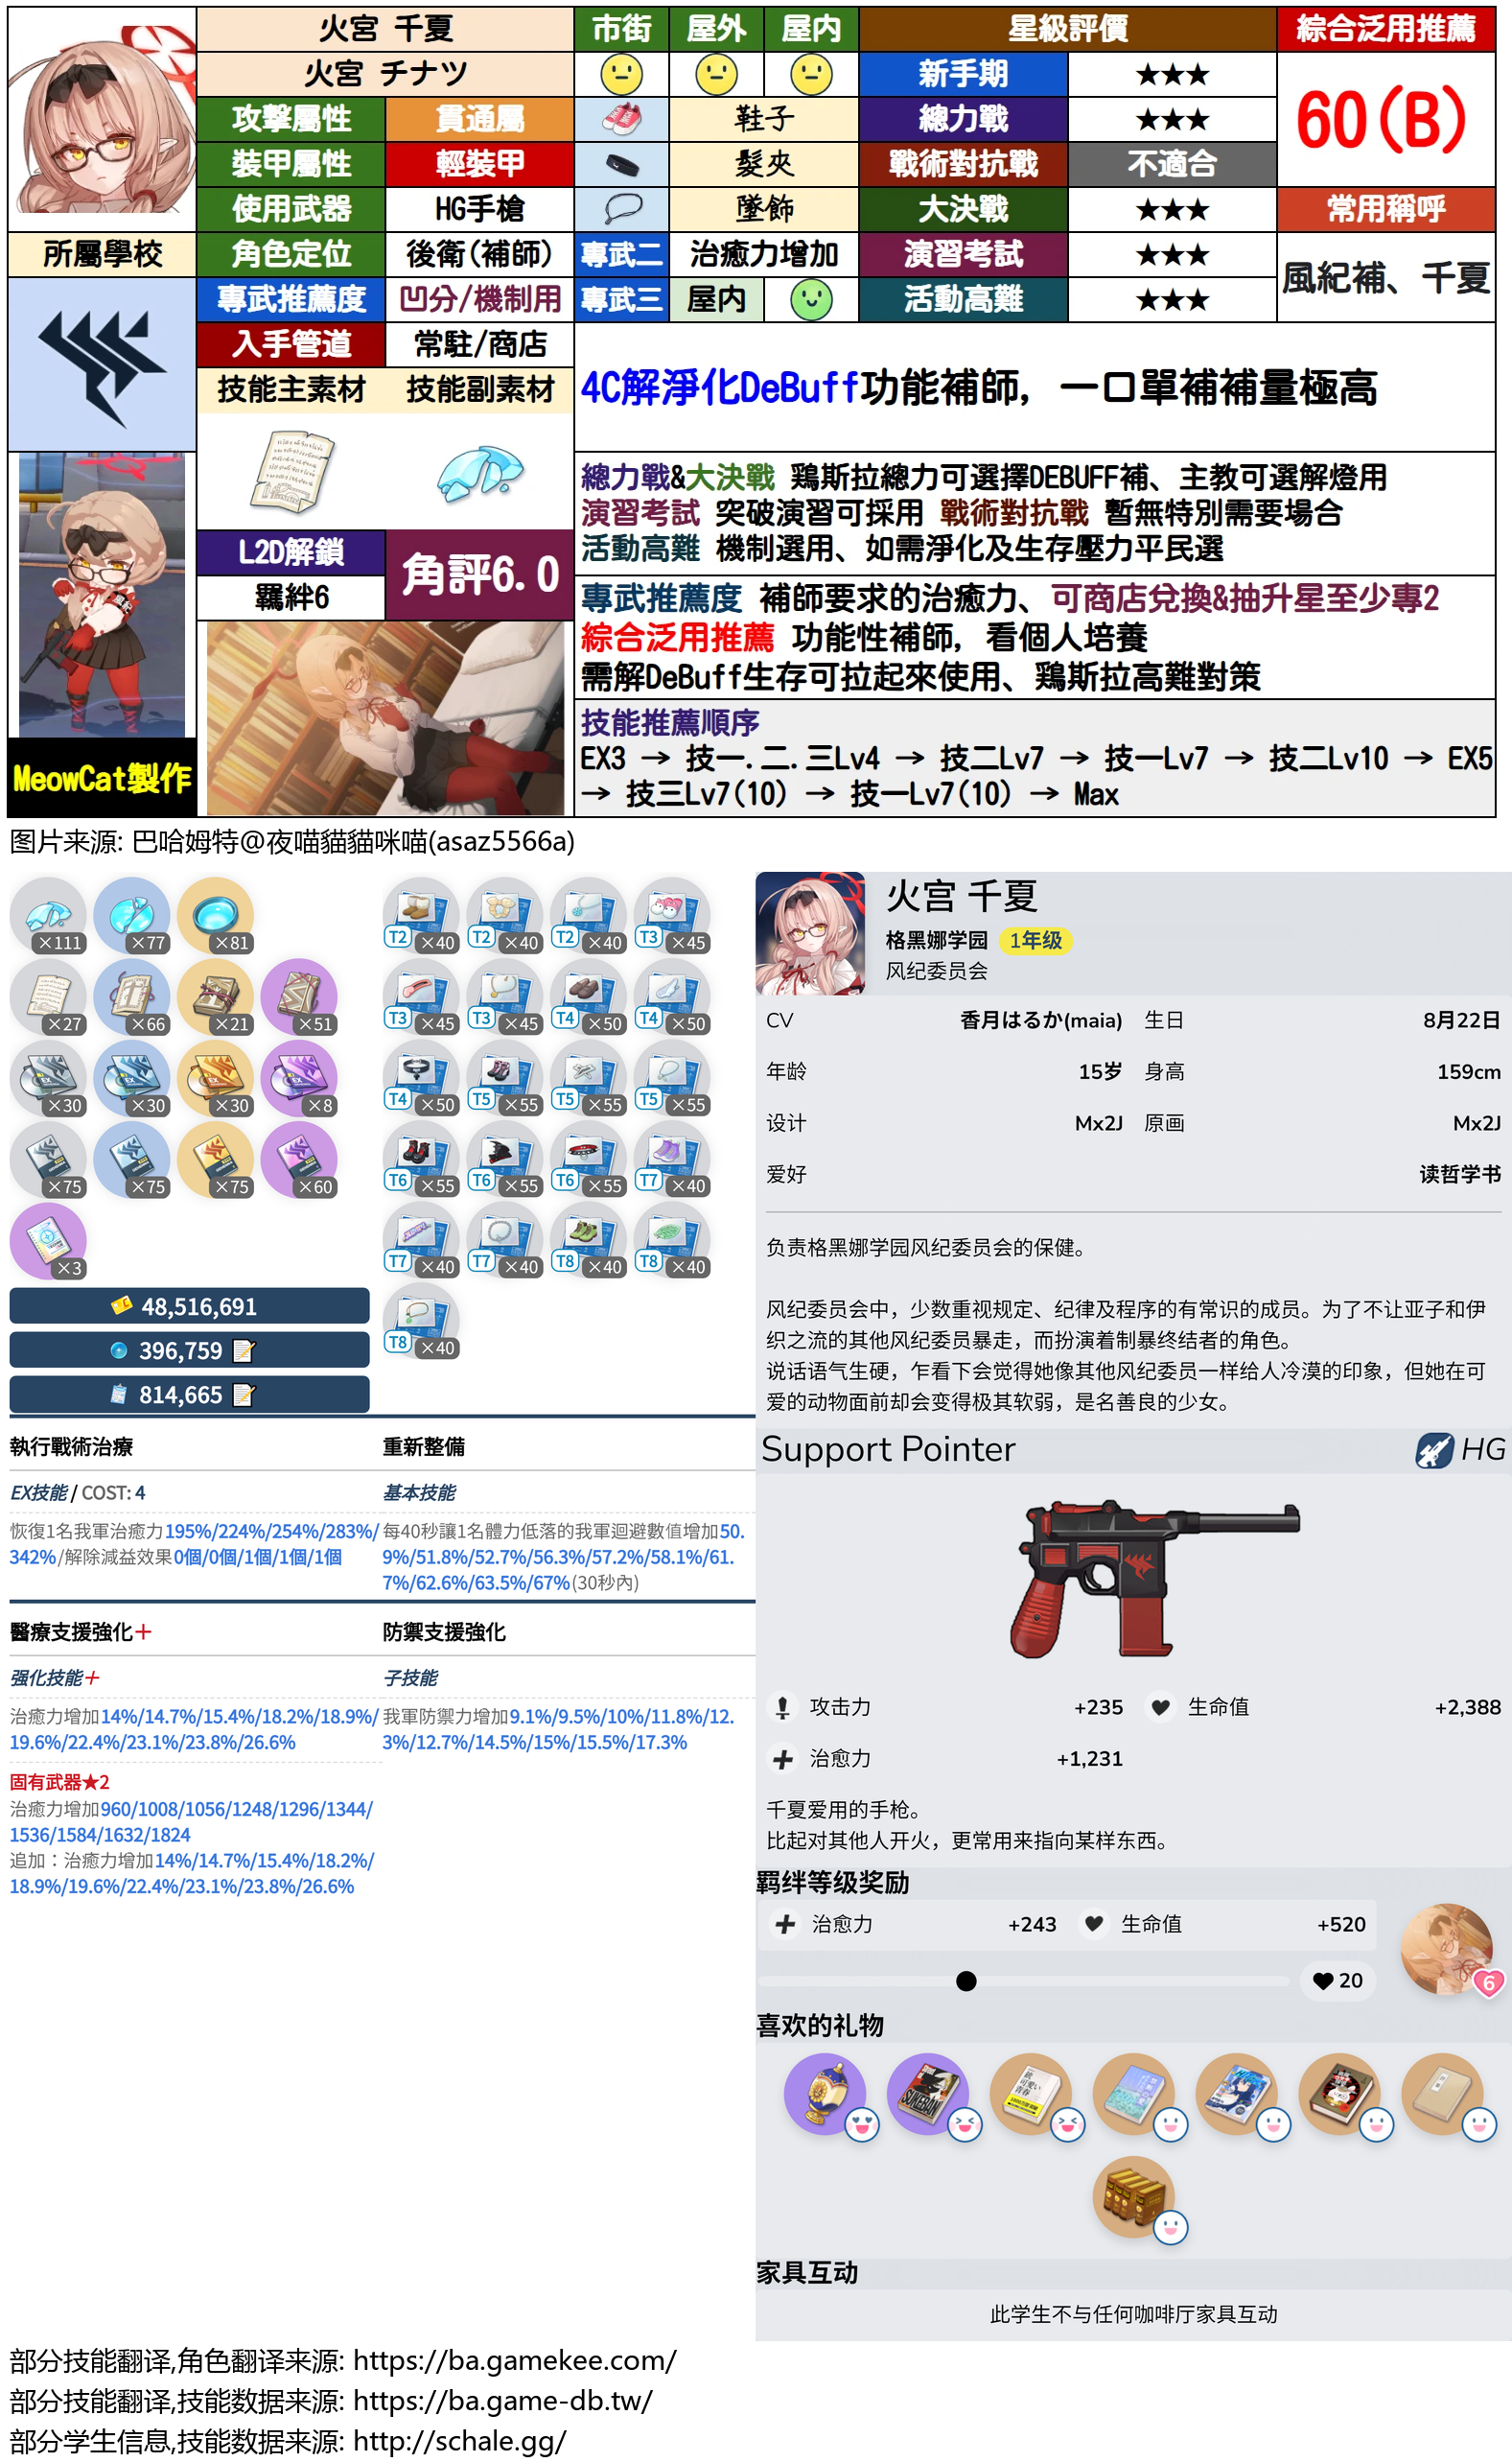 火宮 千夏
市街 屋外 屋內
星級評價
綜合泛用推薦
火宮 チナツ
新手期 ★★★
60(B)
攻擊屬性 貫通屬
鞋子
總力戰 ★★★
裝甲屬性 輕裝甲
髮夾
戰術對抗戰 不適合
使用武器 HG手槍
墜飾
大決戰 ★★★
常用稱呼
所屬學校
角色定位 後衛(補師)
專武二 治癒力增加
演習考試 ★★★
風紀補、千夏
專武推薦度 凹分/機制用
專武三 屋內
活動高難 ★★★
入手管道 常駐/商店
技能主素材 技能副素材
4C解淨化DeBuff功能補師, 一口單補補量極高
總力戰&大決戰 鶏斯拉總力可選擇DEBUFF補、主教可選解燈用
演習考試 突破演習可採用 戰術對抗戰 暫無特別需要場合
活動高難 機制選用、如需淨化及生存壓力平民選
L2D解鎖
羈絆6
角評6.0
專武推薦度 補師要求的治癒力、可商店兌換&抽升星至少專2
綜合泛用推薦 功能性補師, 看個人培養
需解DeBuff生存可拉起來使用、鶏斯拉高難對策
技能推薦順序
EX3 → 技一.二.三Lv4 → 技二Lv7 → 技一Lv7 → 技二Lv10 → EX5
→ 技三Lv7(10) → 技一Lv7(10) → Max
MeowCat製作
图片来源: 巴哈姆特@夜喵貓貓咪喵(asaz5566a)
×111 ×77 ×81
×27 ×66 ×21 ×51
×30 ×30 ×30 ×8
×75 ×75 ×75 ×60
×3
48,516,691
396,759
814,665
T2 ×40 T2 ×40 T2 ×40 T3 ×45
T3 ×45 T3 ×45 T4 ×50 T4 ×50
T4 ×50 T5 ×55 T5 ×55 T5 ×55
T6 ×55 T6 ×55 T6 ×55 T7 ×40
T7 ×40 T7 ×40 T8 ×40 T8 ×40
T8 ×40
執行戰術治療
EX技能 / COST: 4
恢復1名我軍治癒力195%/224%/254%/283%/
342%/解除減益效果0個/0個/1個/1個/1個
重新整備
基本技能
每40秒讓1名體力低落的我軍迴避數值增加50.
9%/51.8%/52.7%/56.3%/57.2%/58.1%/61.
7%/62.6%/63.5%/67%(30秒內)
醫療支援強化+
强化技能+
治癒力增加14%/14.7%/15.4%/18.2%/18.9%/
19.6%/22.4%/23.1%/23.8%/26.6%
固有武器★2
治癒力增加960/1008/1056/1248/1296/1344/
1536/1584/1632/1824
追加：治癒力增加14%/14.7%/15.4%/18.2%/
18.9%/19.6%/22.4%/23.1%/23.8%/26.6%
防禦支援強化
子技能
我軍防禦力增加9.1%/9.5%/10%/11.8%/12.
3%/12.7%/14.5%/15%/15.5%/17.3%
火宫 千夏
格黑娜学园 1年级
风纪委员会
CV 香月はるか(maia) 生日 8月22日
年龄 15岁 身高 159cm
设计 Mx2J 原画 Mx2J
爱好 读哲学书
负责格黑娜学园风纪委员会的保健。
风纪委员会中，少数重视规定、纪律及程序的有常识的成员。为了不让亚子和伊
织之流的其他风纪委员暴走，而扮演着制暴终结者的角色。
说话语气生硬，乍看下会觉得她像其他风纪委员一样给人冷漠的印象，但她在可
爱的动物面前却会变得极其软弱，是名善良的少女。
Support Pointer HG
攻击力 +235 生命值 +2,388
治愈力 +1,231
千夏爱用的手枪。
比起对其他人开火，更常用来指向某样东西。
羁绊等级奖励
治愈力 +243 生命值 +520
20
6
喜欢的礼物
家具互动
此学生不与任何咖啡厅家具互动
部分技能翻译,角色翻译来源: https://ba.gamekee.com/
部分技能翻译,技能数据来源: https://ba.game-db.tw/
部分学生信息,技能数据来源: http://schale.gg/